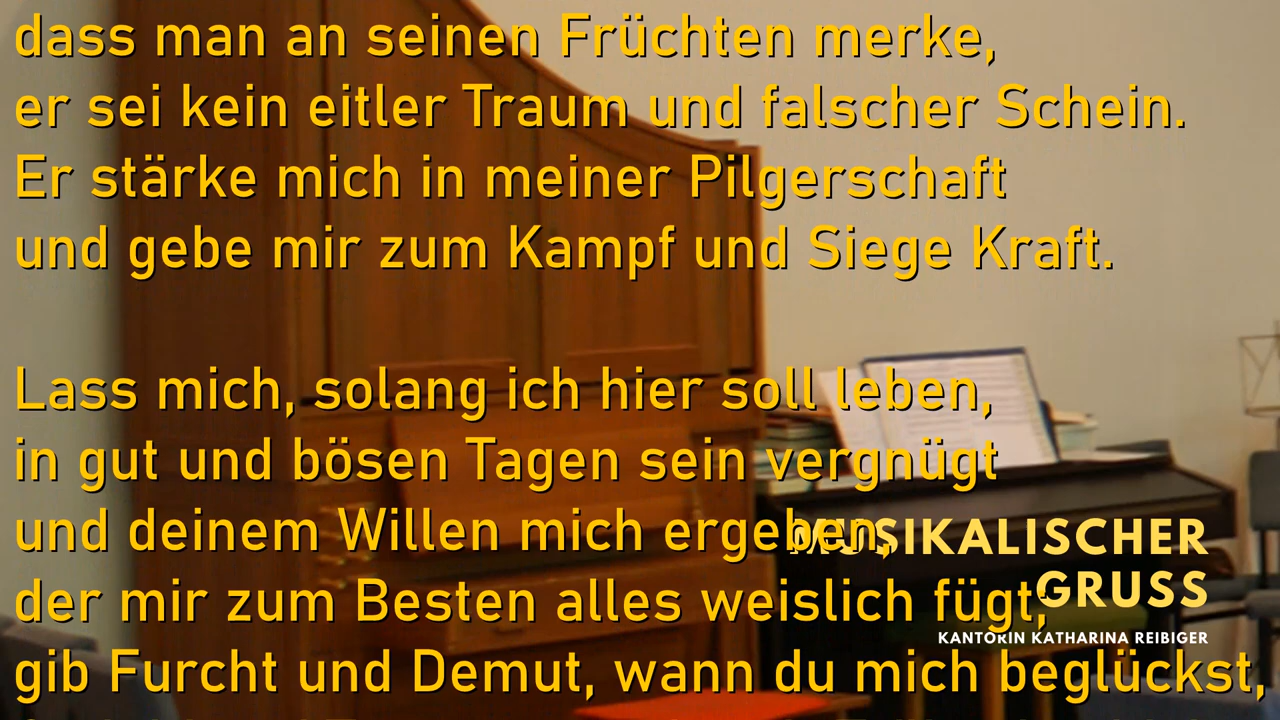 dass man an seinen Früchten merke,
er sei kein eitler Traum und falscher Schein.
Er stärke mich in meiner Pilgerschaft
und gebe mir zum Kampf und Siege Kraft.
Lass mich, solang ich hier soll leben,
in gut und bösen Tagen sein vergnügt
und deinem Willen mich ergeben,
der mir zum Besten alles weislich fügt;
gib Furcht und Demut, wann du mich beglückst,
MUSIKALISCHER
GRUSS
KANTORIN KATHARINA REIBIGER